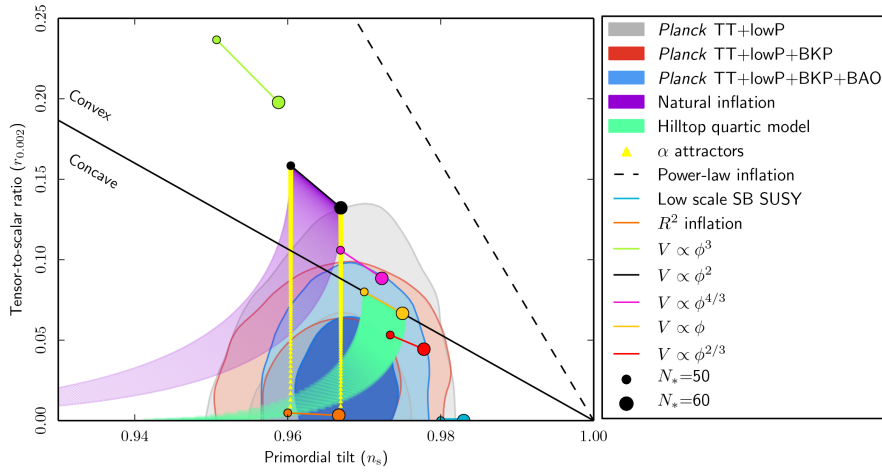 0.25
0.20
0.15
0.10
0.05
0.00
Tensor-to-scalar ratio (r0.002)
Convex
Concave
0.94
0.96
0.98
1.00
Primordial tilt (ns)
Planck TT+lowP
Planck TT+lowP+BKP
Planck TT+lowP+BKP+BAO
Natural inflation
Hilltop quartic model
α attractors
Power-law inflation
Low scale SB SUSY
R² inflation
V ∝ ϕ³
V ∝ ϕ²
V ∝ ϕ^{4/3}
V ∝ ϕ
V ∝ ϕ^{2/3}
N*=50
N*=60